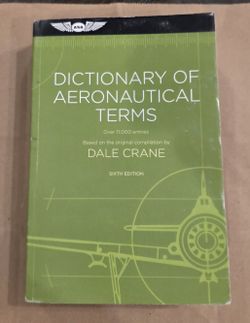 ASA
DICTIONARY OF
AERONAUTICAL
TERMS
Over 11,000 entries
Based on the original compilation by
DALE CRANE
SIXTH EDITION